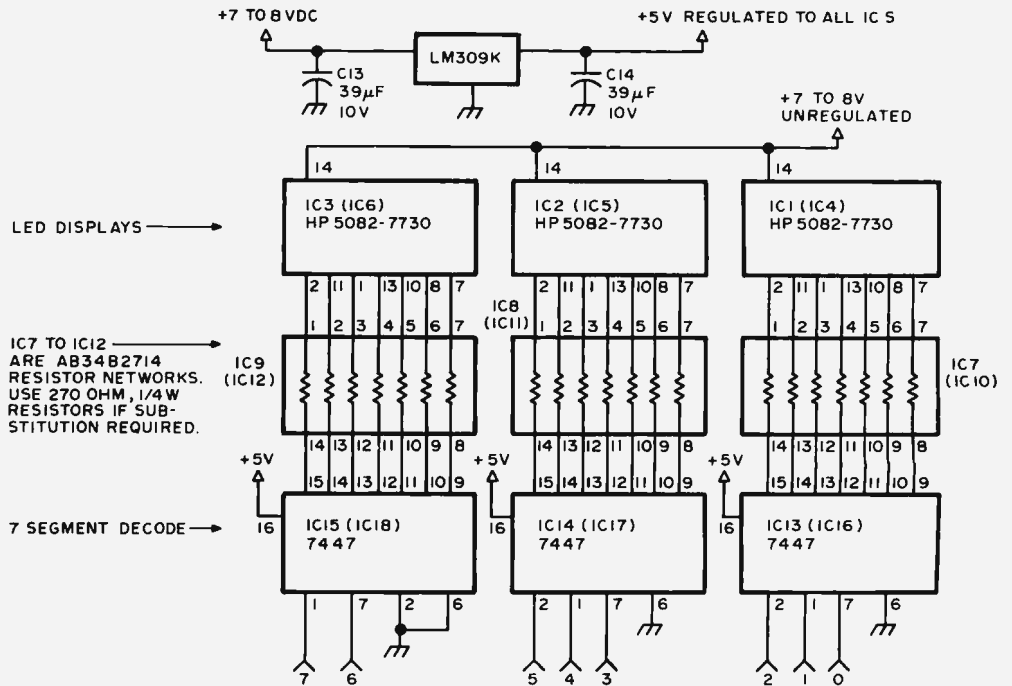 +7 TO 8VDC
+5V REGULATED TO ALL IC S
LM309K
C13
39µF
10V
C14
39µF
10V
+7 TO 8V
UNREGULATED
14 14 14
LED DISPLAYS
IC3 (IC6)
HP 5082-7730
IC2 (IC5)
HP 5082-7730
IC1 (IC4)
HP 5082-7730
2 11 1 13 10 8 7
2 11 1 13 10 8 7
2 11 1 13 10 8 7
1 2 3 4 5 6 7
1 2 3 4 5 6 7
1 2 3 4 5 6 7
IC7 TO IC12
ARE AB34B2714
RESISTOR NETWORKS.
USE 270 OHM, 1/4W
RESISTORS IF SUB-
STITUTION REQUIRED.
IC9
(IC12)
IC8
(IC11)
IC7
(IC10)
14 13 12 11 10 9 8
14 13 12 11 10 9 8
14 13 12 11 10 9 8
+5V
+5V
+5V
15 14 13 12 11 10 9
15 14 13 12 11 10 9
15 14 13 12 11 10 9
7 SEGMENT DECODE
16
16
16
IC15 (IC18)
7447
IC14 (IC17)
7447
IC13 (IC16)
7447
1 7 2 6
2 1 7 6
2 1 7 6
7 6
5 4 3
2 1 0